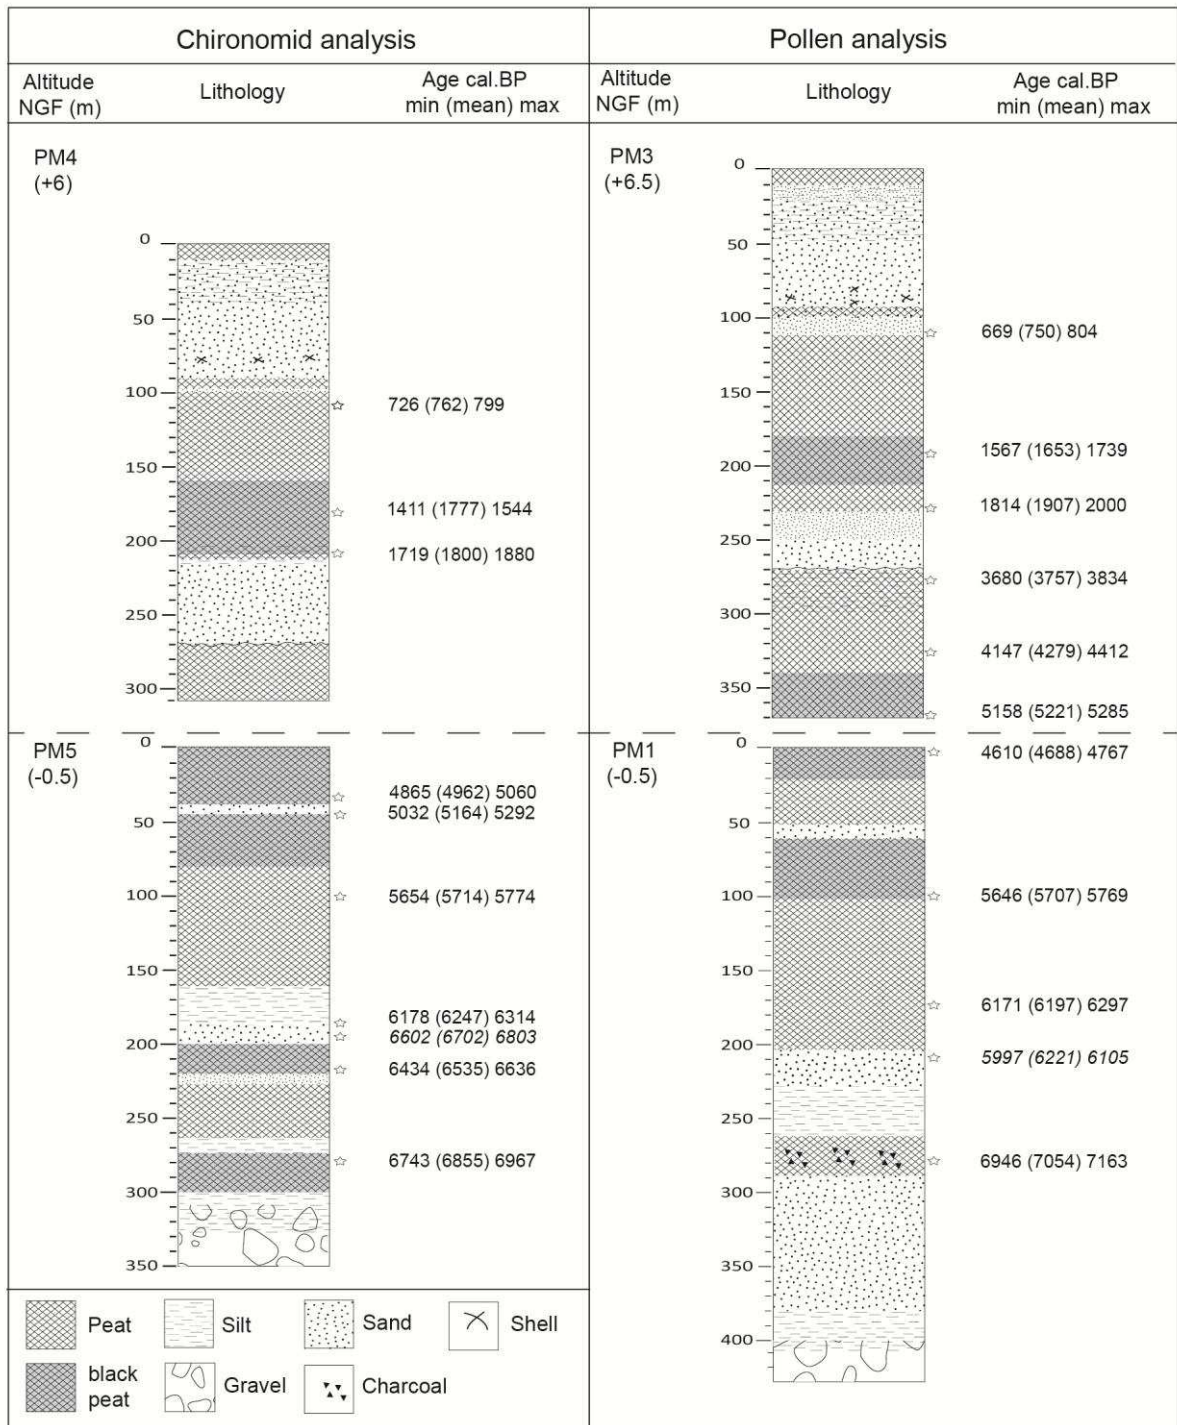 Chironomid analysis
Pollen analysis
Altitude
NGF (m)
Lithology
Age cal.BP
min (mean) max
Altitude
NGF (m)
Lithology
Age cal.BP
min (mean) max
PM4
(+6)
0
50
100
150
200
250
300
726 (762) 799
1411 (1777) 1544
1719 (1800) 1880
PM3
(+6.5)
0
50
100
150
200
250
300
350
669 (750) 804
1567 (1653) 1739
1814 (1907) 2000
3680 (3757) 3834
4147 (4279) 4412
5158 (5221) 5285
PM5
(-0.5)
0
50
100
150
200
250
300
350
4865 (4962) 5060
5032 (5164) 5292
5654 (5714) 5774
6178 (6247) 6314
6602 (6702) 6803
6434 (6535) 6636
6743 (6855) 6967
PM1
(-0.5)
0
50
100
150
200
250
300
350
400
4610 (4688) 4767
5646 (5707) 5769
6171 (6197) 6297
5997 (6221) 6105
6946 (7054) 7163
Peat
Silt
Sand
Shell
black
peat
Gravel
Charcoal